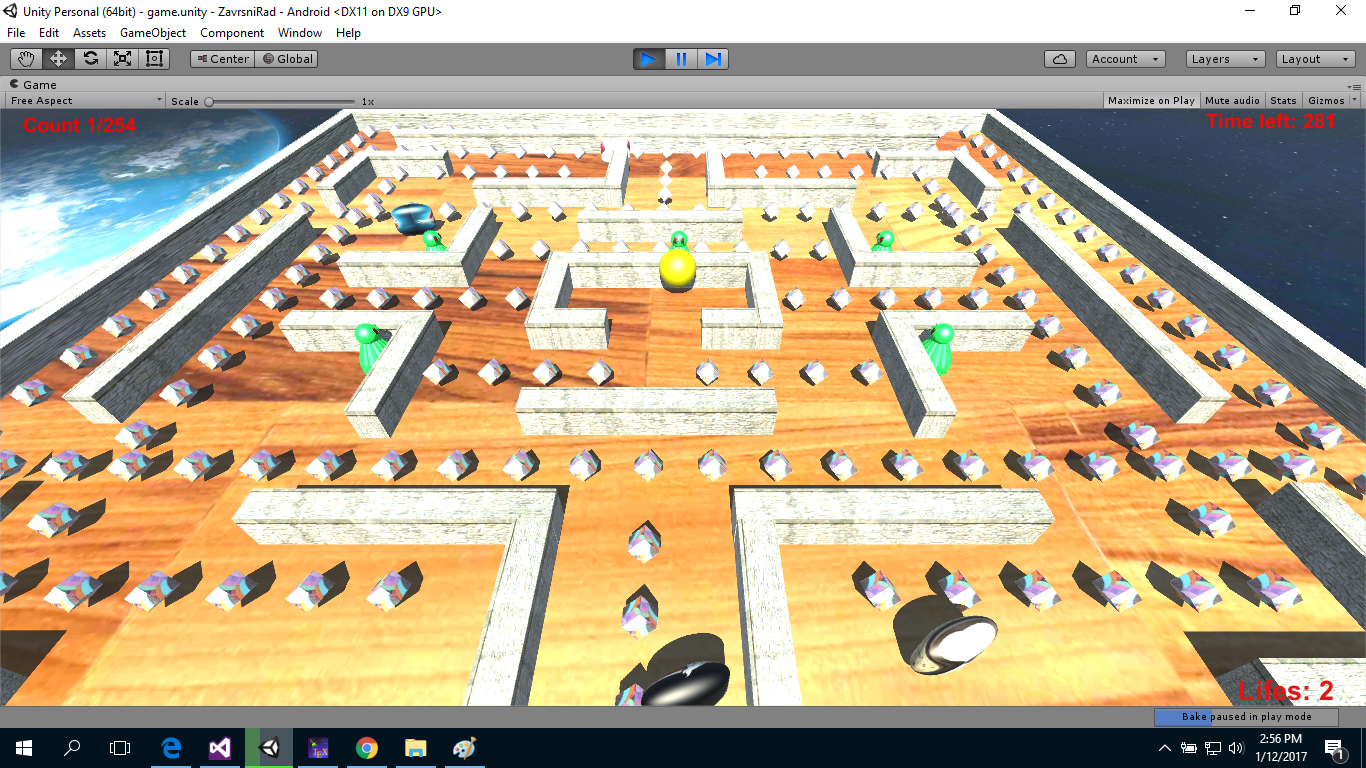 Unity Personal (64bit) - game.unity - ZavrsniRad - Android <DX11 on DX9 GPU>
File Edit Assets GameObject Component Window Help
Center Global Account Layers Layout
Game
Free Aspect Scale 1x Maximize on Play Mute audio Stats Gizmos
Count 1/254 Time left: 281
Lifes: 2
Bake paused in play mode
2:56 PM
1/12/2017
1